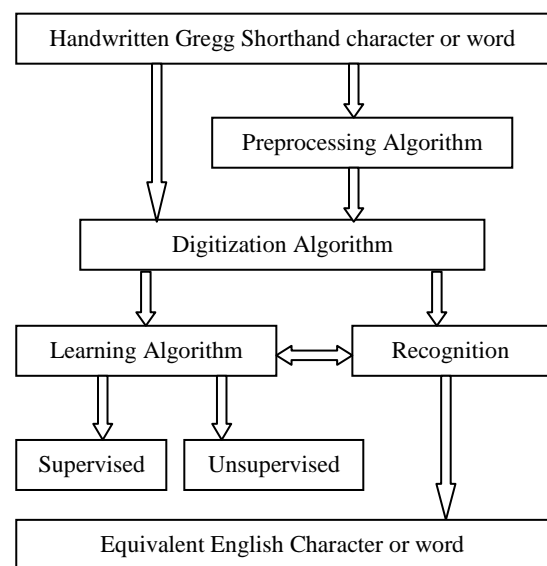 Handwritten Gregg Shorthand character or word
Preprocessing Algorithm
Digitization Algorithm
Learning Algorithm
Recognition
Supervised
Unsupervised
Equivalent English Character or word